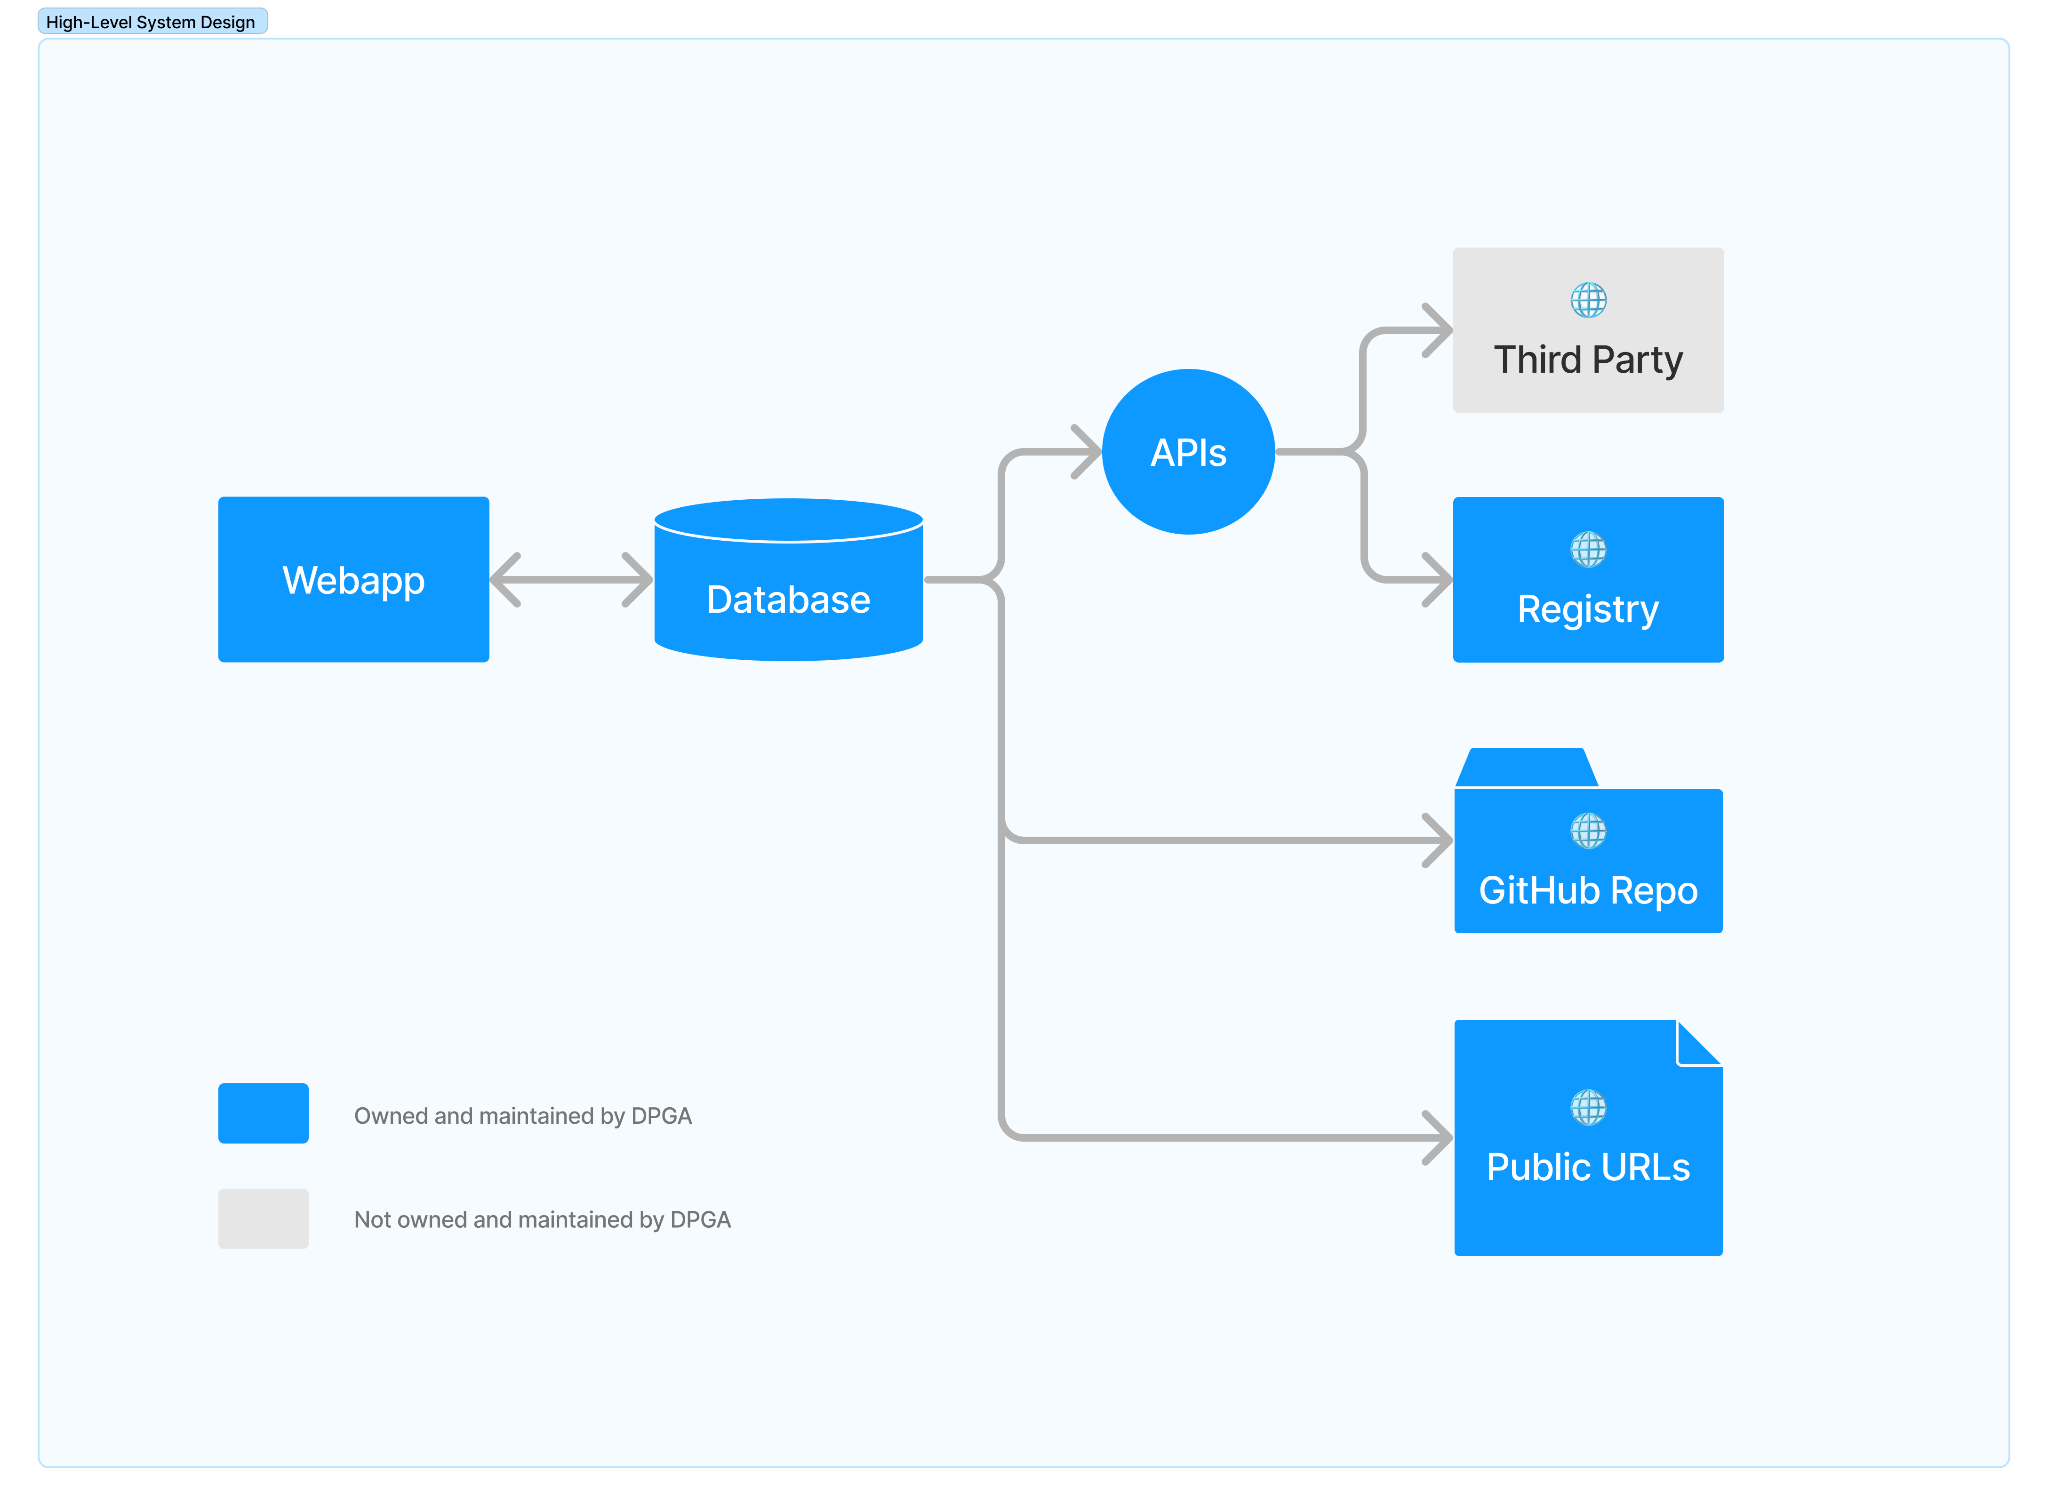 High-Level System Design
Third Party
APIs
Webapp
Database
Registry
GitHub Repo
Public URLs
Owned and maintained by DPGA
Not owned and maintained by DPGA